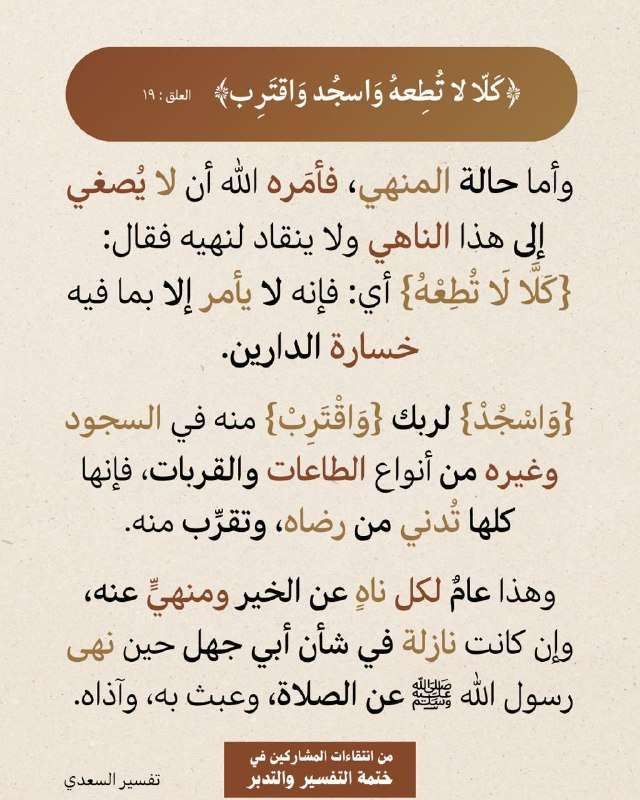 ﴿كَلّا لا تُطِعهُ وَاسجُد وَاقتَرِب﴾ العلق : ١٩
وأما حالة المنهي، فأمَره الله أن لا يُصغي
إلى هذا الناهي ولا ينقاد لنهيه فقال:
{كَلَّا لَا تُطِعْهُ} أي: فإنه لا يأمر إلا بما فيه
خسارة الدارين.
{وَاسْجُدْ} لربك {وَاقْتَرِبْ} منه في السجود
وغيره من أنواع الطاعات والقربات، فإنها
كلها تُدني من رضاه، وتقرِّب منه.
وهذا عامٌ لكل ناهٍ عن الخير ومنهيٍّ عنه،
وإن كانت نازلة في شأن أبي جهل حين نهى
رسول الله ﷺ عن الصلاة، وعبث به، وآذاه.
من انتقاءات المشاركين في
ختمة التفسير والتدبر
تفسير السعدي